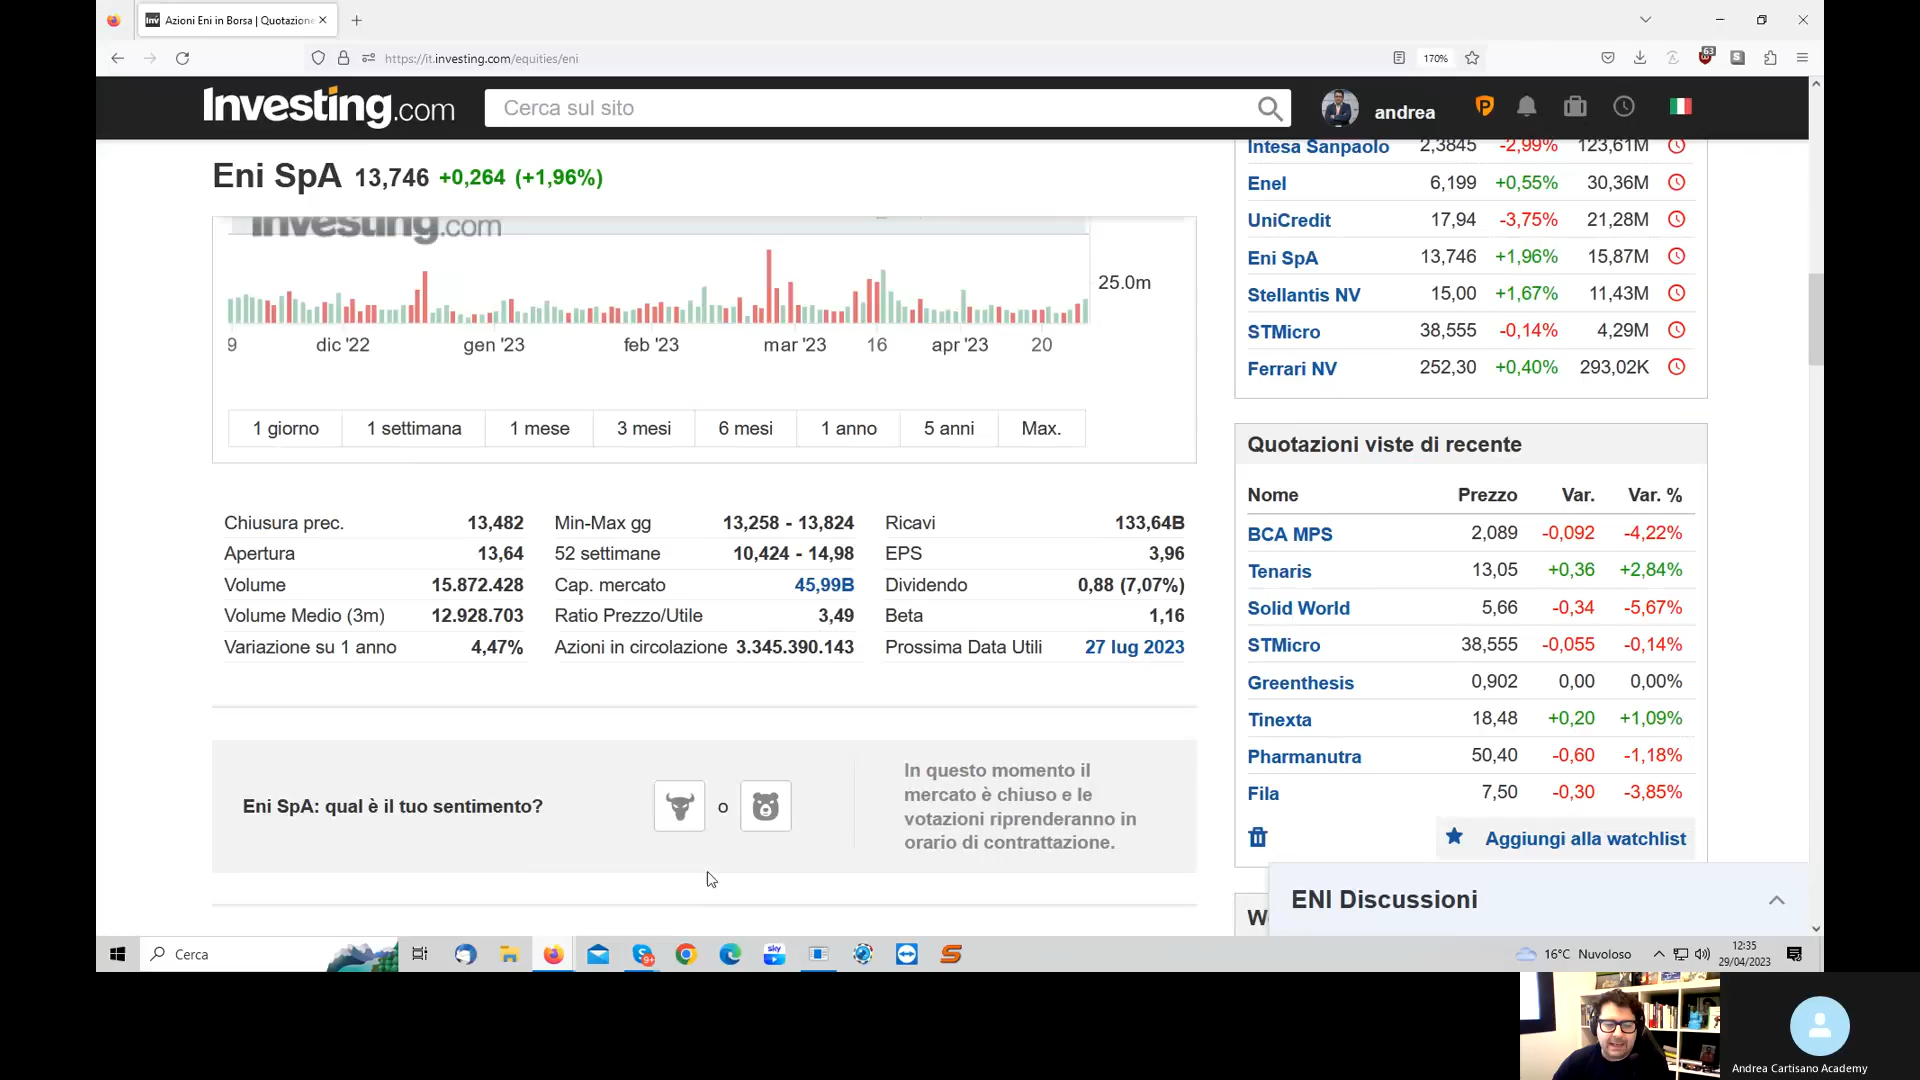 Azioni Eni in Borsa | Quotazione
https://it.investing.com/equities/eni
170%
63
Investing.com
Cerca sul sito
andrea
Eni SpA 13,746 +0,264 (+1,96%)
Investing.com
25.0m
9 dic '22 gen '23 feb '23 mar '23 16 apr '23 20
1 giorno 1 settimana 1 mese 3 mesi 6 mesi 1 anno 5 anni Max.
Chiusura prec. 13,482 Min-Max gg 13,258 - 13,824 Ricavi 133,64B
Apertura 13,64 52 settimane 10,424 - 14,98 EPS 3,96
Volume 15.872.428 Cap. mercato 45,99B Dividendo 0,88 (7,07%)
Volume Medio (3m) 12.928.703 Ratio Prezzo/Utile 3,49 Beta 1,16
Variazione su 1 anno 4,47% Azioni in circolazione 3.345.390.143 Prossima Data Utili 27 lug 2023
Eni SpA: qual è il tuo sentimento?
o
In questo momento il
mercato è chiuso e le
votazioni riprenderanno in
orario di contrattazione.
Intesa Sanpaolo 2,3845 -2,99% 123,61M
Enel 6,199 +0,55% 30,36M
UniCredit 17,94 -3,75% 21,28M
Eni SpA 13,746 +1,96% 15,87M
Stellantis NV 15,00 +1,67% 11,43M
STMicro 38,555 -0,14% 4,29M
Ferrari NV 252,30 +0,40% 293,02K
Quotazioni viste di recente
Nome Prezzo Var. Var. %
BCA MPS 2,089 -0,092 -4,22%
Tenaris 13,05 +0,36 +2,84%
Solid World 5,66 -0,34 -5,67%
STMicro 38,555 -0,055 -0,14%
Greenthesis 0,902 0,00 0,00%
Tinexta 18,48 +0,20 +1,09%
Pharmanutra 50,40 -0,60 -1,18%
Fila 7,50 -0,30 -3,85%
Aggiungi alla watchlist
ENI Discussioni
Cerca
9+
sky
16°C Nuvoloso
12:35
29/04/2023
Andrea Cartisano Academy